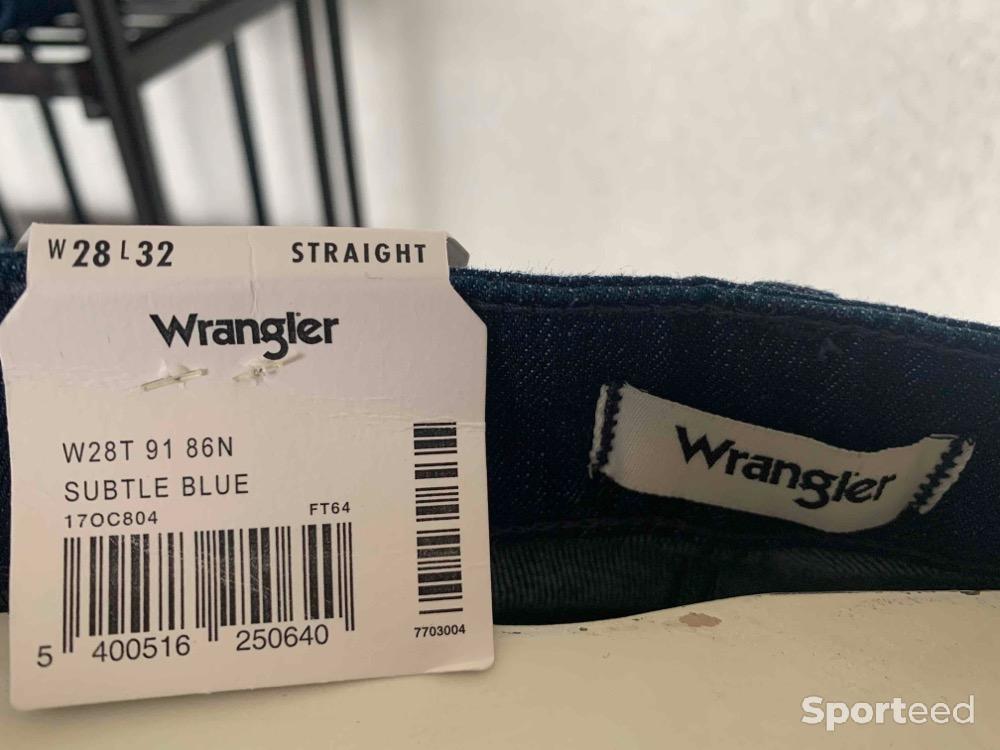 W28 L32 STRAIGHT
Wrangler
W28T 91 86N
SUBTLE BLUE
17OC804 FT64
5 400516 250640
7703004
Wrangler
Sporteed